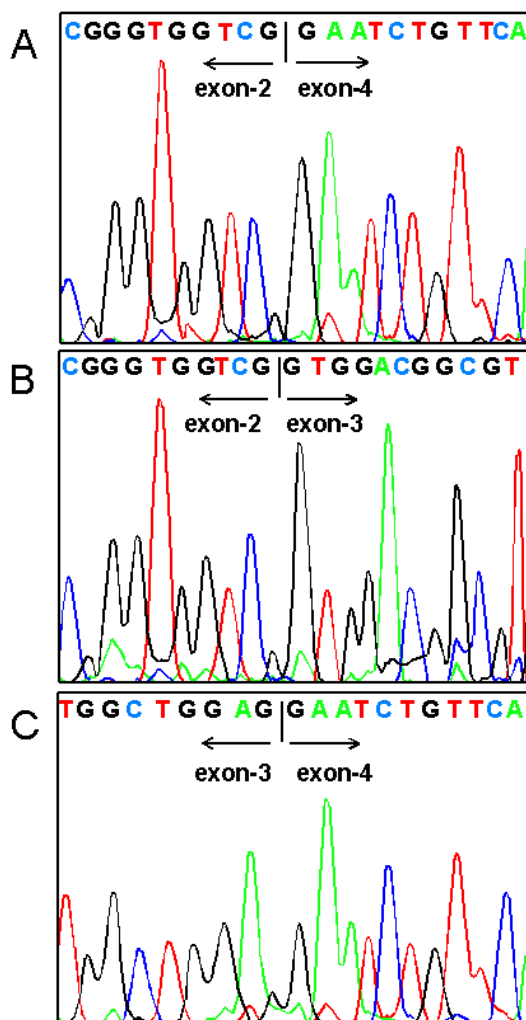 A
CGGGTGGTCG|GAATCTGTTCA
exon-2 exon-4
B
CGGGTGGTCG|GTGGACGGCGT
exon-2 exon-3
C
TGGCTGGAG|GAATCTGTTCA
exon-3 exon-4